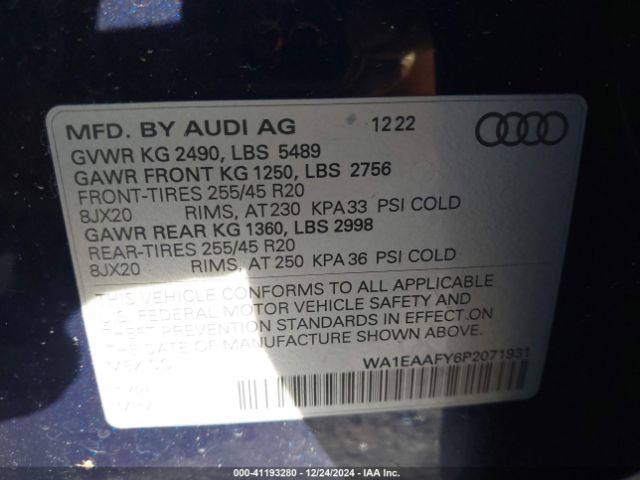 MFD. BY AUDI AG 12 22
GVWR KG 2490, LBS 5489
GAWR FRONT KG 1250, LBS 2756
FRONT-TIRES 255/45 R20
8JX20 RIMS, AT 230 KPA 33 PSI COLD
GAWR REAR KG 1360, LBS 2998
REAR-TIRES 255/45 R20
8JX20 RIMS, AT 250 KPA 36 PSI COLD
THIS VEHICLE CONFORMS TO ALL APPLICABLE
U.S. FEDERAL MOTOR VEHICLE SAFETY AND
THEFT PREVENTION STANDARDS IN EFFECT ON
THE DATE OF MANUFACTURE SHOWN ABOVE.
WA1EAAFY6P2071931
000-41193280 - 12/24/2024 - IAA Inc.